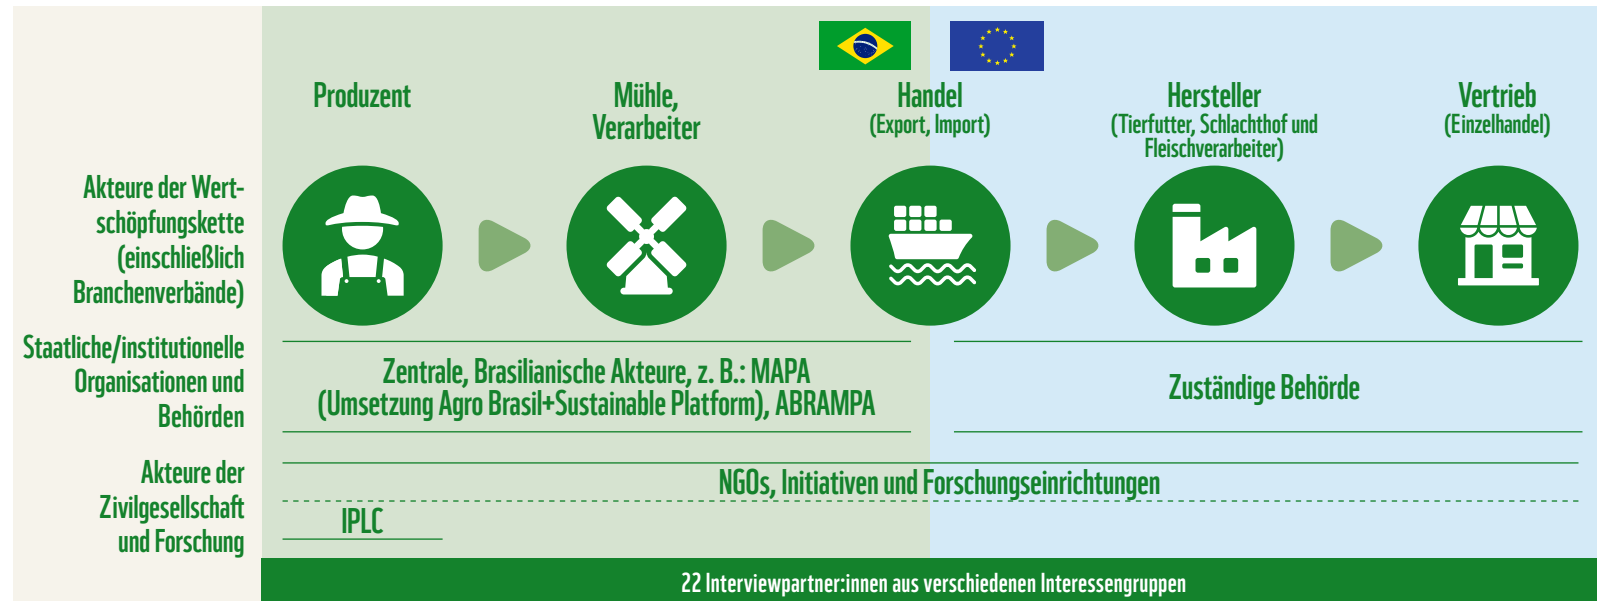 Produzent
Mühle,
Verarbeiter
Handel
(Export, Import)
Hersteller
(Tierfutter, Schlachthof und
Fleischverarbeiter)
Vertrieb
(Einzelhandel)
Akteure der Wert-
schöpfungskette
(einschließlich
Branchenverbände)
Staatliche/institutionelle
Organisationen und
Behörden
Zentrale, Brasilianische Akteure, z. B.: MAPA
(Umsetzung Agro Brasil+Sustainable Platform), ABRAMPA
Zuständige Behörde
Akteure der
Zivilgesellschaft
und Forschung
NGOs, Initiativen und Forschungseinrichtungen
IPLC
22 Interviewpartner:innen aus verschiedenen Interessengruppen